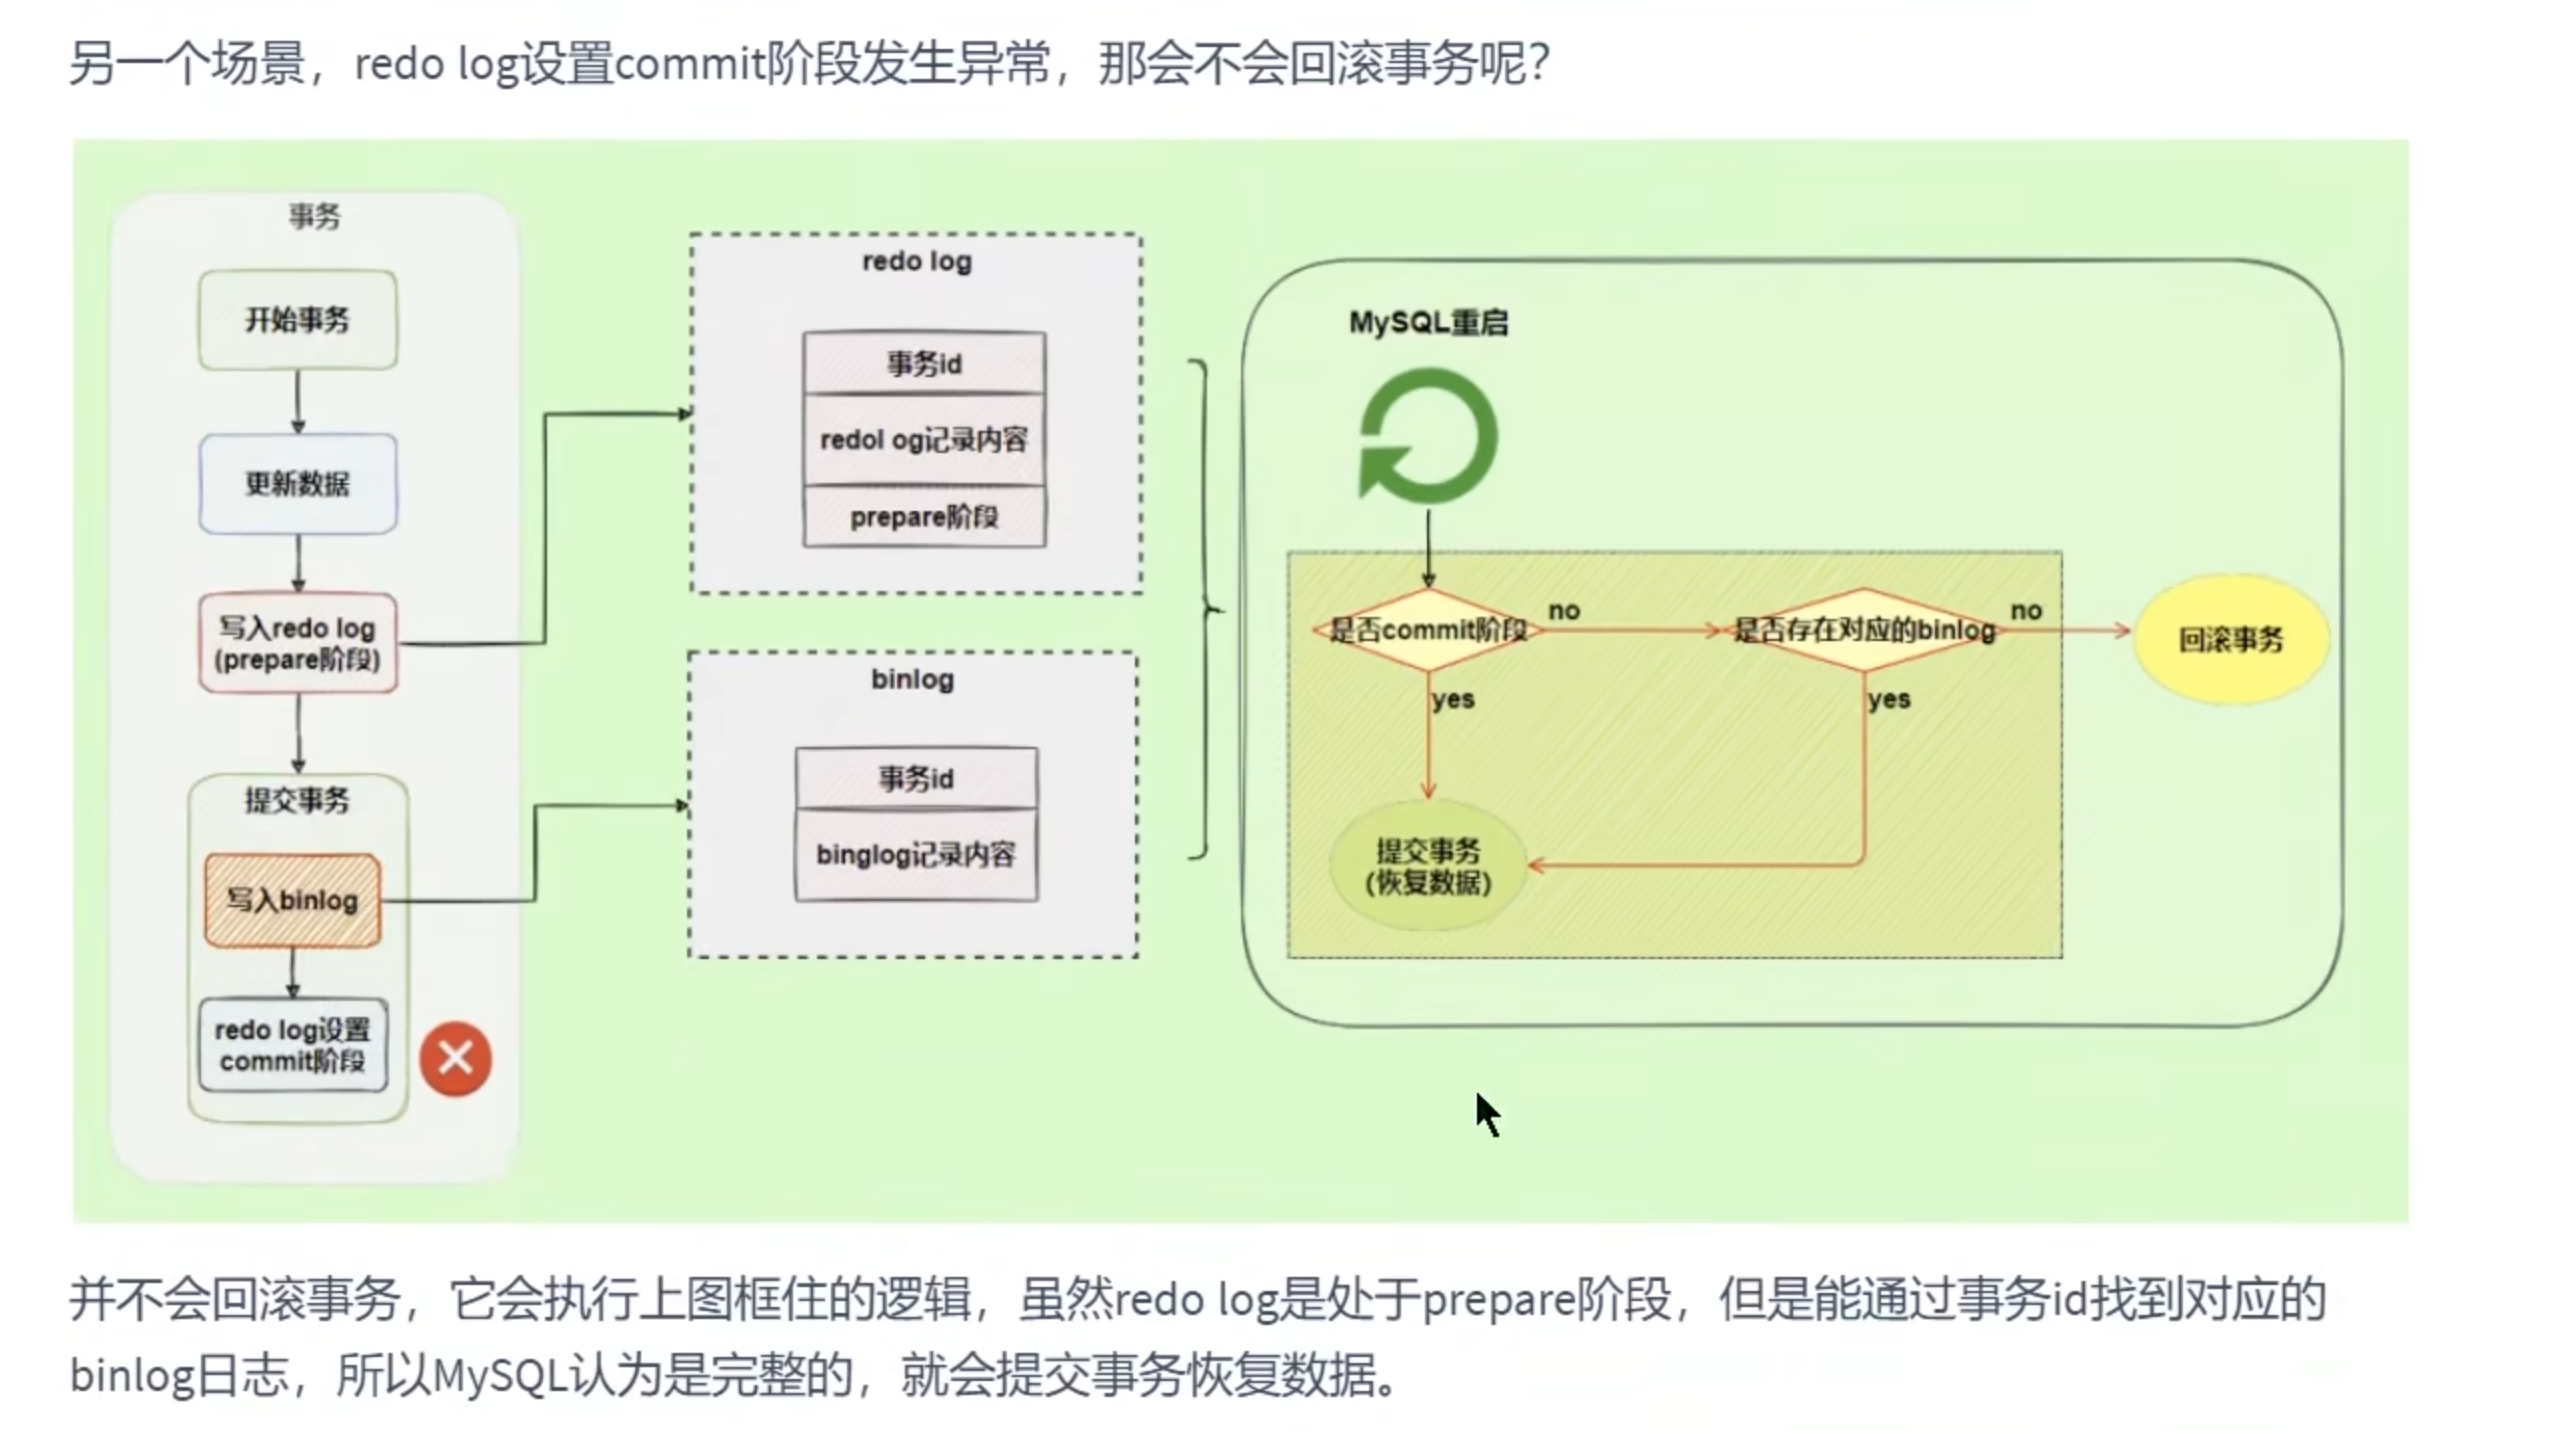 另一个场景，redo log设置commit阶段发生异常，那会不会回滚事务呢？
事务
开始事务
更新数据
写入redo log
(prepare阶段)
提交事务
写入binlog
redo log设置
commit阶段
redo log
事务id
redol og记录内容
prepare阶段
binlog
事务id
binglog记录内容
MySQL重启
是否commit阶段
no
是否存在对应的binlog
no
回滚事务
yes
yes
提交事务
(恢复数据)
并不会回滚事务，它会执行上图框住的逻辑，虽然redo log是处于prepare阶段，但是能通过事务id找到对应的
binlog日志，所以MySQL认为是完整的，就会提交事务恢复数据。